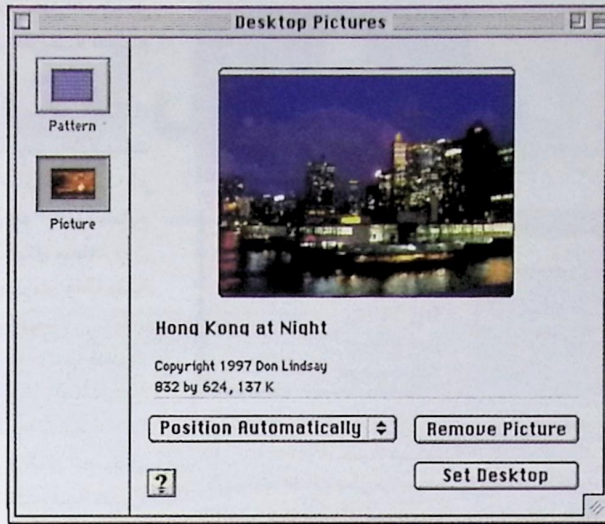 Desktop Pictures
Pattern
Picture
Hong Kong at Night
Copyright 1997 Don Lindsay
832 by 624, 137 K
Position Automatically
Remove Picture
?
Set Desktop